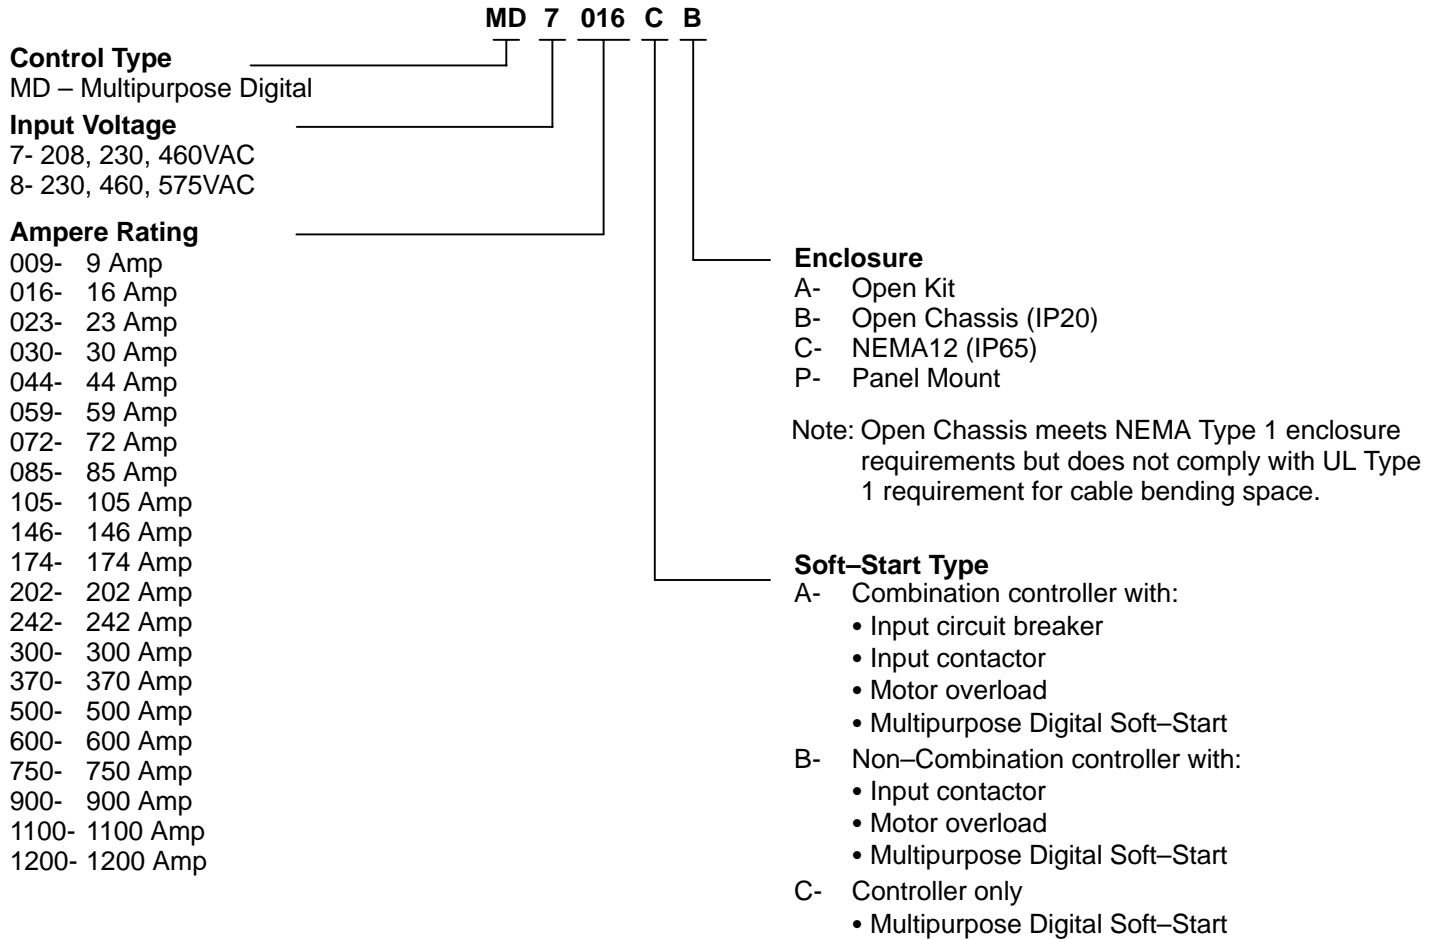 MD 7 016 C B
Control Type
MD – Multipurpose Digital
Input Voltage
7- 208, 230, 460VAC
8- 230, 460, 575VAC
Ampere Rating
009- 9 Amp
016- 16 Amp
023- 23 Amp
030- 30 Amp
044- 44 Amp
059- 59 Amp
072- 72 Amp
085- 85 Amp
105- 105 Amp
146- 146 Amp
174- 174 Amp
202- 202 Amp
242- 242 Amp
300- 300 Amp
370- 370 Amp
500- 500 Amp
600- 600 Amp
750- 750 Amp
900- 900 Amp
1100- 1100 Amp
1200- 1200 Amp
Enclosure
A- Open Kit
B- Open Chassis (IP20)
C- NEMA12 (IP65)
P- Panel Mount
Note: Open Chassis meets NEMA Type 1 enclosure
requirements but does not comply with UL Type
1 requirement for cable bending space.
Soft–Start Type
A- Combination controller with:
• Input circuit breaker
• Input contactor
• Motor overload
• Multipurpose Digital Soft–Start
B- Non–Combination controller with:
• Input contactor
• Motor overload
• Multipurpose Digital Soft–Start
C- Controller only
• Multipurpose Digital Soft–Start